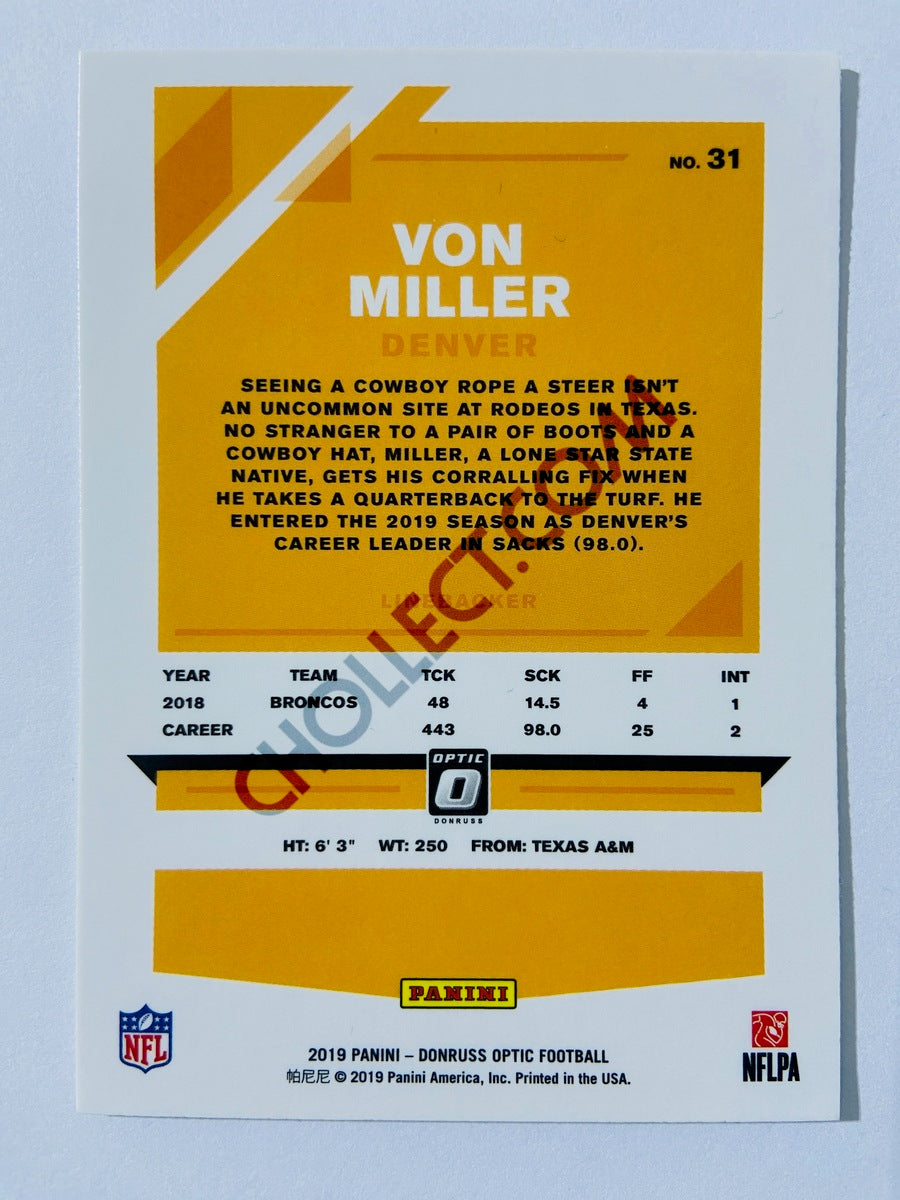 NO. 31
VON
MILLER
DENVER
SEEING A COWBOY ROPE A STEER ISN'T
AN UNCOMMON SITE AT RODEOS IN TEXAS.
NO STRANGER TO A PAIR OF BOOTS AND A
COWBOY HAT, MILLER, A LONE STAR STATE
NATIVE, GETS HIS CORRALLING FIX WHEN
HE TAKES A QUARTERBACK TO THE TURF. HE
ENTERED THE 2019 SEASON AS DENVER'S
CAREER LEADER IN SACKS (98.0).
LINEBACKER
CHOLLECT.COM
YEAR TEAM TCK SCK FF INT
2018 BRONCOS 48 14.5 4 1
CAREER 443 98.0 25 2
OPTIC
O
DONRUSS
HT: 6' 3" WT: 250 FROM: TEXAS A&M
PANINI
NFL
NFLPA
2019 PANINI – DONRUSS OPTIC FOOTBALL
帕尼尼 © 2019 Panini America, Inc. Printed in the USA.